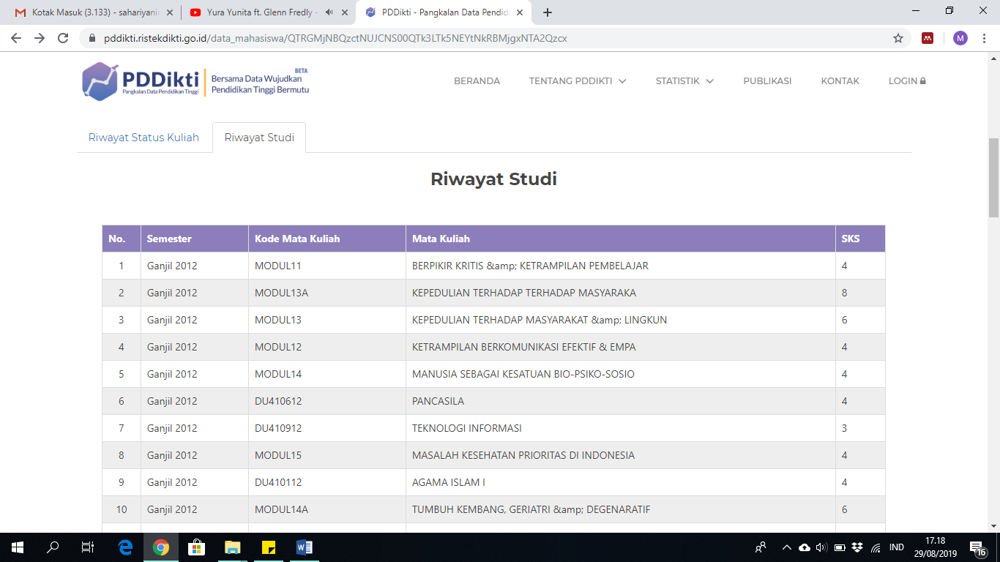 Kotak Masuk (3.133) - sahariyanin
Yura Yunita ft. Glenn Fredly -
PDDikti - Pangkalan Data Pendidi
pddikti.ristekdikti.go.id/data_mahasiswa/QTRGMjNBQzctNUJCNS00QTk3LTk5NEYtNkRBMjgxNTA2Qzcx
M
PDDikti
Pangkalan Data Pendidikan Tinggi
BETA
Bersama Data Wujudkan
Pendidikan Tinggi Bermutu
BERANDA TENTANG PDDIKTI STATISTIK PUBLIKASI KONTAK LOGIN
Riwayat Status Kuliah Riwayat Studi
Riwayat Studi
No. Semester Kode Mata Kuliah Mata Kuliah SKS
1 Ganjil 2012 MODUL11 BERPIKIR KRITIS &amp; KETRAMPILAN PEMBELAJAR 4
2 Ganjil 2012 MODUL13A KEPEDULIAN TERHADAP TERHADAP MASYARAKA 8
3 Ganjil 2012 MODUL13 KEPEDULIAN TERHADAP MASYARAKAT &amp; LINGKUN 6
4 Ganjil 2012 MODUL12 KETRAMPILAN BERKOMUNIKASI EFEKTIF & EMPA 4
5 Ganjil 2012 MODUL14 MANUSIA SEBAGAI KESATUAN BIO-PSIKO-SOSIO 4
6 Ganjil 2012 DU410612 PANCASILA 4
7 Ganjil 2012 DU410912 TEKNOLOGI INFORMASI 3
8 Ganjil 2012 MODUL15 MASALAH KESEHATAN PRIORITAS DI INDONESIA 4
9 Ganjil 2012 DU410112 AGAMA ISLAM I 4
10 Ganjil 2012 MODUL14A TUMBUH KEMBANG, GERIATRI &amp; DEGENARATIF 6
IND
17.18
29/08/2019
16